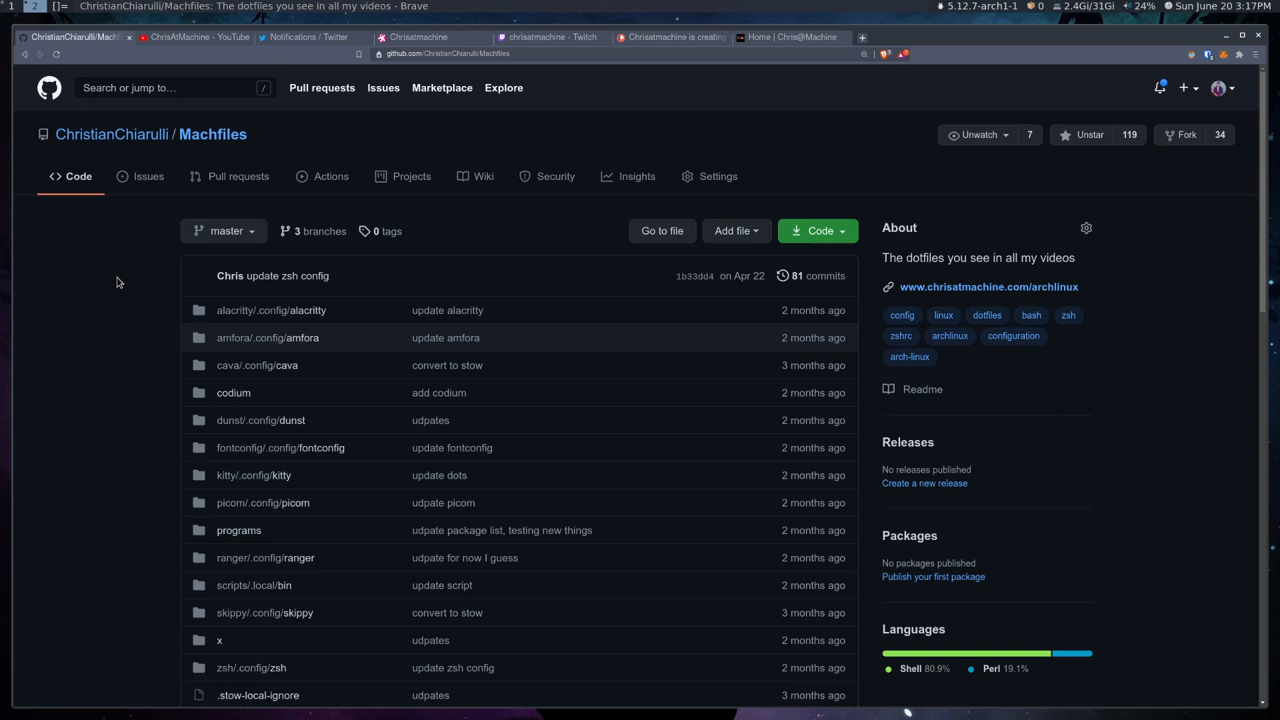 1 2 []= ChristianChiarulli/Machfiles: The dotfiles you see in all my videos - Brave 5.12.7-arch1-1 0 2.4Gi/31Gi 24% Sun June 20 3:17PM
ChristianChiarulli/Machf × ChrisAtMachine - YouTube Notifications / Twitter Chrisatmachine chrisatmachine - Twitch Chrisatmachine is creating Home | Chris@Machine +
github.com/ChristianChiarulli/Machfiles
Search or jump to… / Pull requests Issues Marketplace Explore
ChristianChiarulli / Machfiles Unwatch 7 Unstar 119 Fork 34
Code Issues Pull requests Actions Projects Wiki Security Insights Settings
master 3 branches 0 tags Go to file Add file Code
Chris update zsh config 1b33dd4 on Apr 22 81 commits
alacritty/.config/alacritty update alacritty 2 months ago
amfora/.config/amfora update amfora 2 months ago
cava/.config/cava convert to stow 3 months ago
codium add codium 2 months ago
dunst/.config/dunst udpates 2 months ago
fontconfig/.config/fontconfig update fontconfig 2 months ago
kitty/.config/kitty update dots 2 months ago
picom/.config/picom udpate picom 2 months ago
programs udpate package list, testing new things 2 months ago
ranger/.config/ranger udpate for now I guess 2 months ago
scripts/.local/bin update script 2 months ago
skippy/.config/skippy convert to stow 3 months ago
x udpates 2 months ago
zsh/.config/zsh update zsh config 2 months ago
.stow-local-ignore udpates 3 months ago
About
The dotfiles you see in all my videos
www.chrisatmachine.com/archlinux
config linux dotfiles bash zsh
zshrc archlinux configuration
arch-linux
Readme
Releases
No releases published
Create a new release
Packages
No packages published
Publish your first package
Languages
Shell 80.9% Perl 19.1%